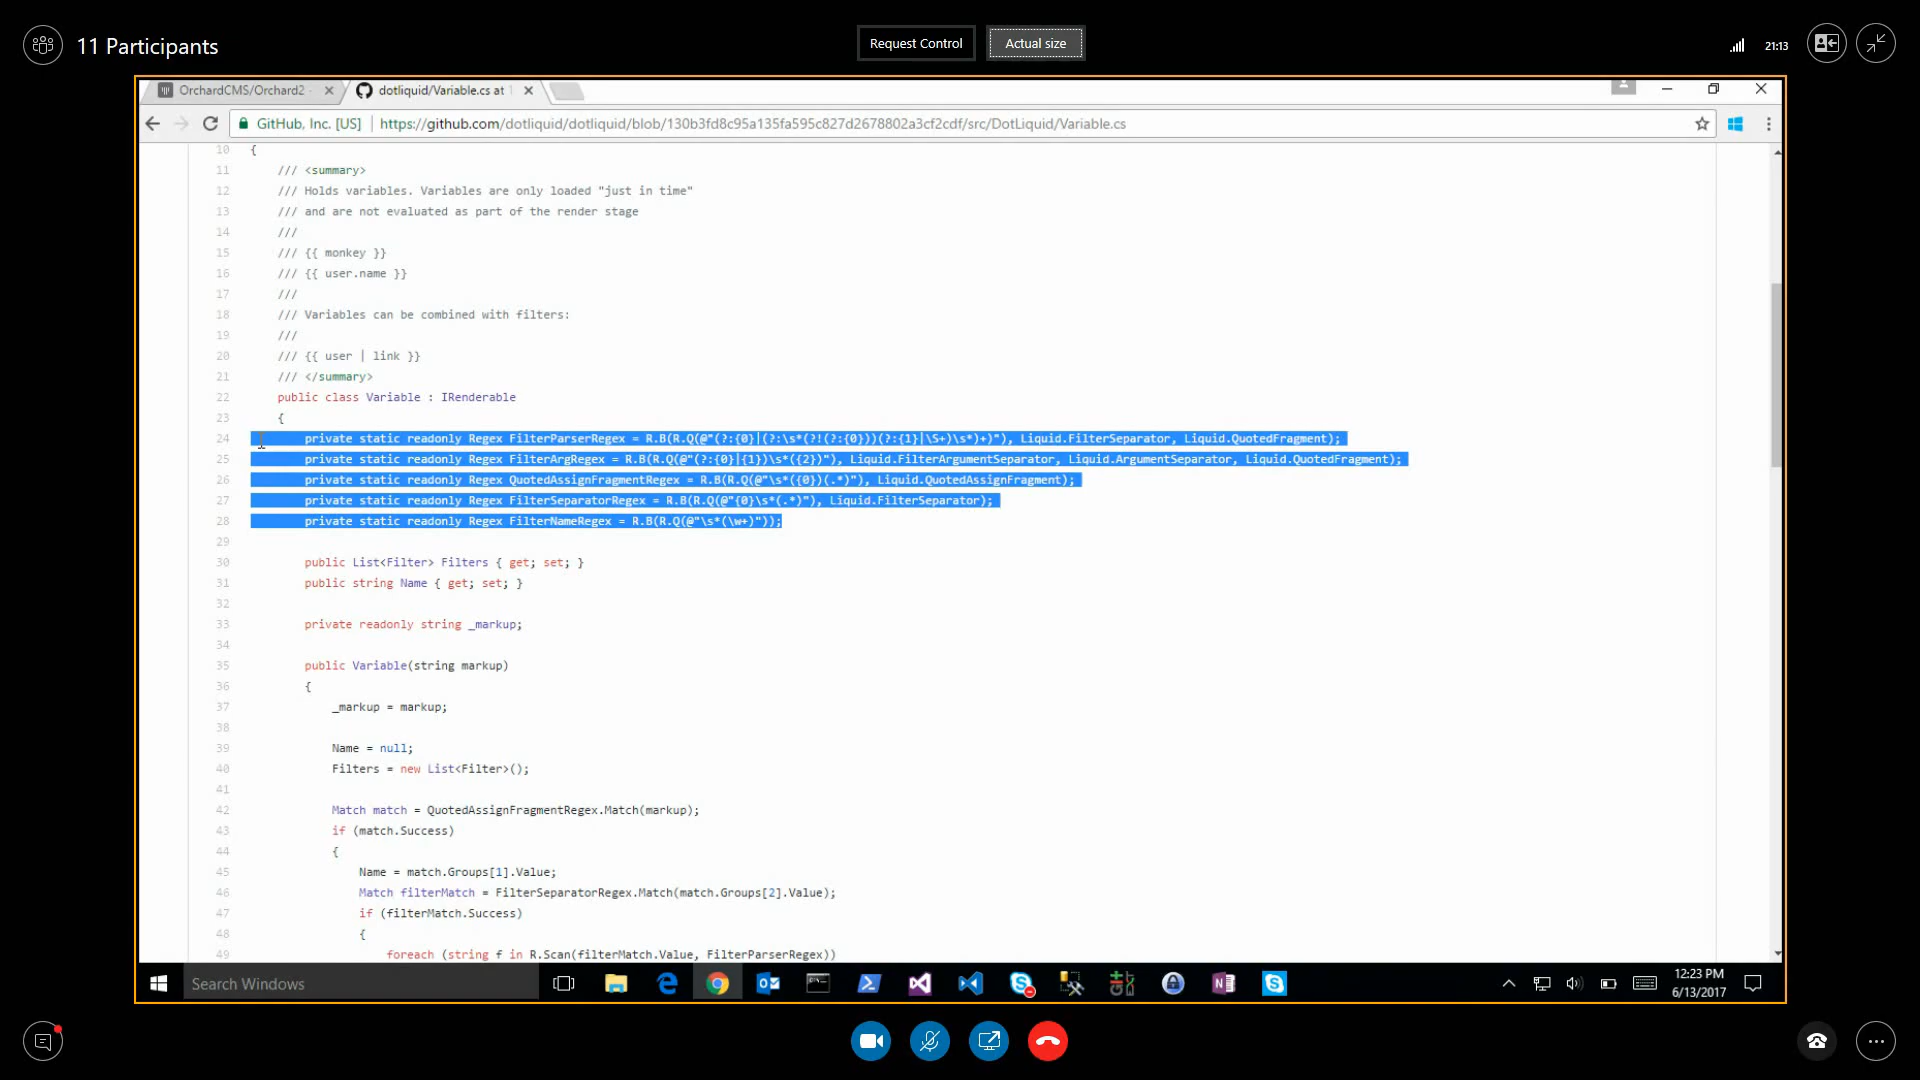 11 Participants
Request Control
Actual size
21:13
OrchardCMS/Orchard2 -
dotliquid/Variable.cs at 1
GitHub, Inc. [US] https://github.com/dotliquid/dotliquid/blob/130b3fd8c95a135fa595c827d2678802a3cf2cdf/src/DotLiquid/Variable.cs
10 {
11 /// <summary>
12 /// Holds variables. Variables are only loaded "just in time"
13 /// and are not evaluated as part of the render stage
14 ///
15 /// {{ monkey }}
16 /// {{ user.name }}
17 ///
18 /// Variables can be combined with filters:
19 ///
20 /// {{ user | link }}
21 /// </summary>
22 public class Variable : IRenderable
23 {
24 private static readonly Regex FilterParserRegex = R.B(R.Q(@"(?:{0}|(?:\s*(?!(?:{0}))(?:{1}|\S+)\s*)+)"), Liquid.FilterSeparator, Liquid.QuotedFragment);
25 private static readonly Regex FilterArgRegex = R.B(R.Q(@"(?:{0}|{1})\s*({2})"), Liquid.FilterArgumentSeparator, Liquid.ArgumentSeparator, Liquid.QuotedFragment);
26 private static readonly Regex QuotedAssignFragmentRegex = R.B(R.Q(@"\s*({0})(.*)"), Liquid.QuotedAssignFragment);
27 private static readonly Regex FilterSeparatorRegex = R.B(R.Q(@"{0}\s*(.*)"), Liquid.FilterSeparator);
28 private static readonly Regex FilterNameRegex = R.B(R.Q(@"\s*(\w+)"));
29
30 public List<Filter> Filters { get; set; }
31 public string Name { get; set; }
32
33 private readonly string _markup;
34
35 public Variable(string markup)
36 {
37 _markup = markup;
38
39 Name = null;
40 Filters = new List<Filter>();
41
42 Match match = QuotedAssignFragmentRegex.Match(markup);
43 if (match.Success)
44 {
45 Name = match.Groups[1].Value;
46 Match filterMatch = FilterSeparatorRegex.Match(match.Groups[2].Value);
47 if (filterMatch.Success)
48 {
49 foreach (string f in R.Scan(filterMatch.Value, FilterParserRegex))
Search Windows
12:23 PM
6/13/2017